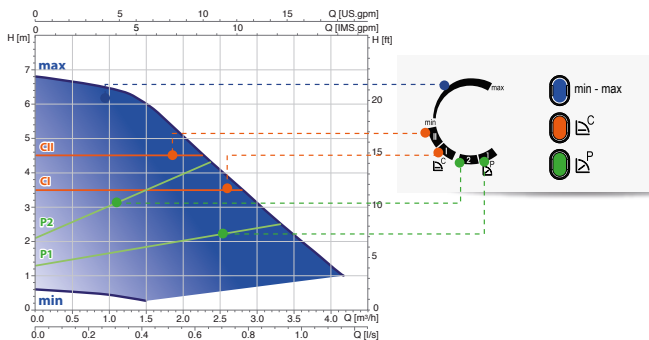 0 5 10 15 Q [US.gpm]
0 5 10 Q [IMS.gpm]
H [m] H [ft]
max
7
6
5
4
3
2
1
0
20
15
10
5
0
CII
CI
P2
P1
min
0.0 0.5 1.0 1.5 2.0 2.5 3.0 3.5 4.0 Q [m³/h]
0.0 0.2 0.4 0.6 0.8 1.0 Q [l/s]
max
min
II
I
C
2
P
min - max
C
P